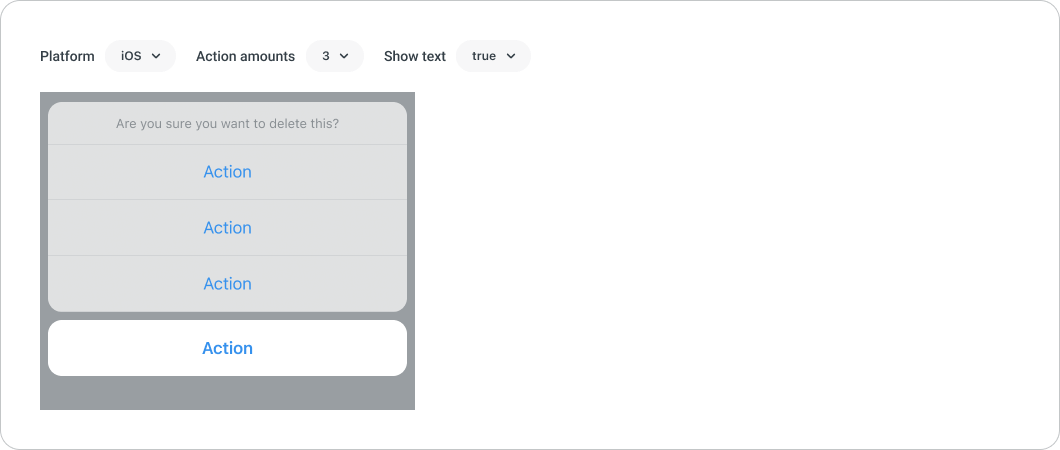 Platform iOS Action amounts 3 Show text true
Are you sure you want to delete this?
Action
Action
Action
Action